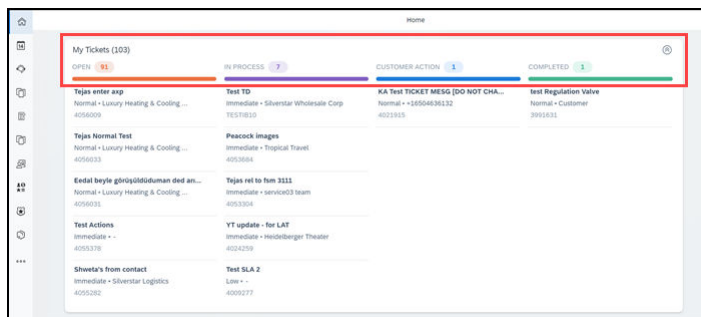 Home
14
My Tickets (103)
OPEN 91
IN PROCESS 7
CUSTOMER ACTION 1
COMPLETED 1
Tejas enter axp
Normal • Luxury Heating & Cooling ...
4056009
Test TD
Immediate • Silverstar Wholesale Corp
TESTIB10
KA Test TICKET MESG [DO NOT CHA...
Normal • +16504636132
4021915
test Regulation Valve
Normal • Customer
3991631
Tejas Normal Test
Normal • Luxury Heating & Cooling ...
4056033
Peacock images
Immediate • Tropical Travel
4053884
Eedal beyle görüşüldüduman ded an...
Normal • Luxury Heating & Cooling ...
4056031
Tejas rel to fsm 3111
Immediate • service03 team
4053304
Test Actions
Immediate • -
4055378
YT update - for LAT
Immediate • Heidelberger Theater
4024259
Shweta's from contact
Immediate • Silverstar Logistics
4055282
Test SLA 2
Low • -
4009277